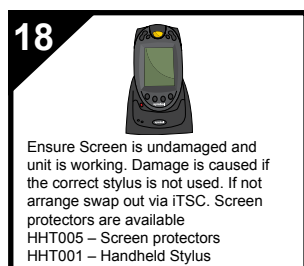 18
Ensure Screen is undamaged and
unit is working. Damage is caused if
the correct stylus is not used. If not
arrange swap out via iTSC. Screen
protectors are available
HHT005 – Screen protectors
HHT001 – Handheld Stylus